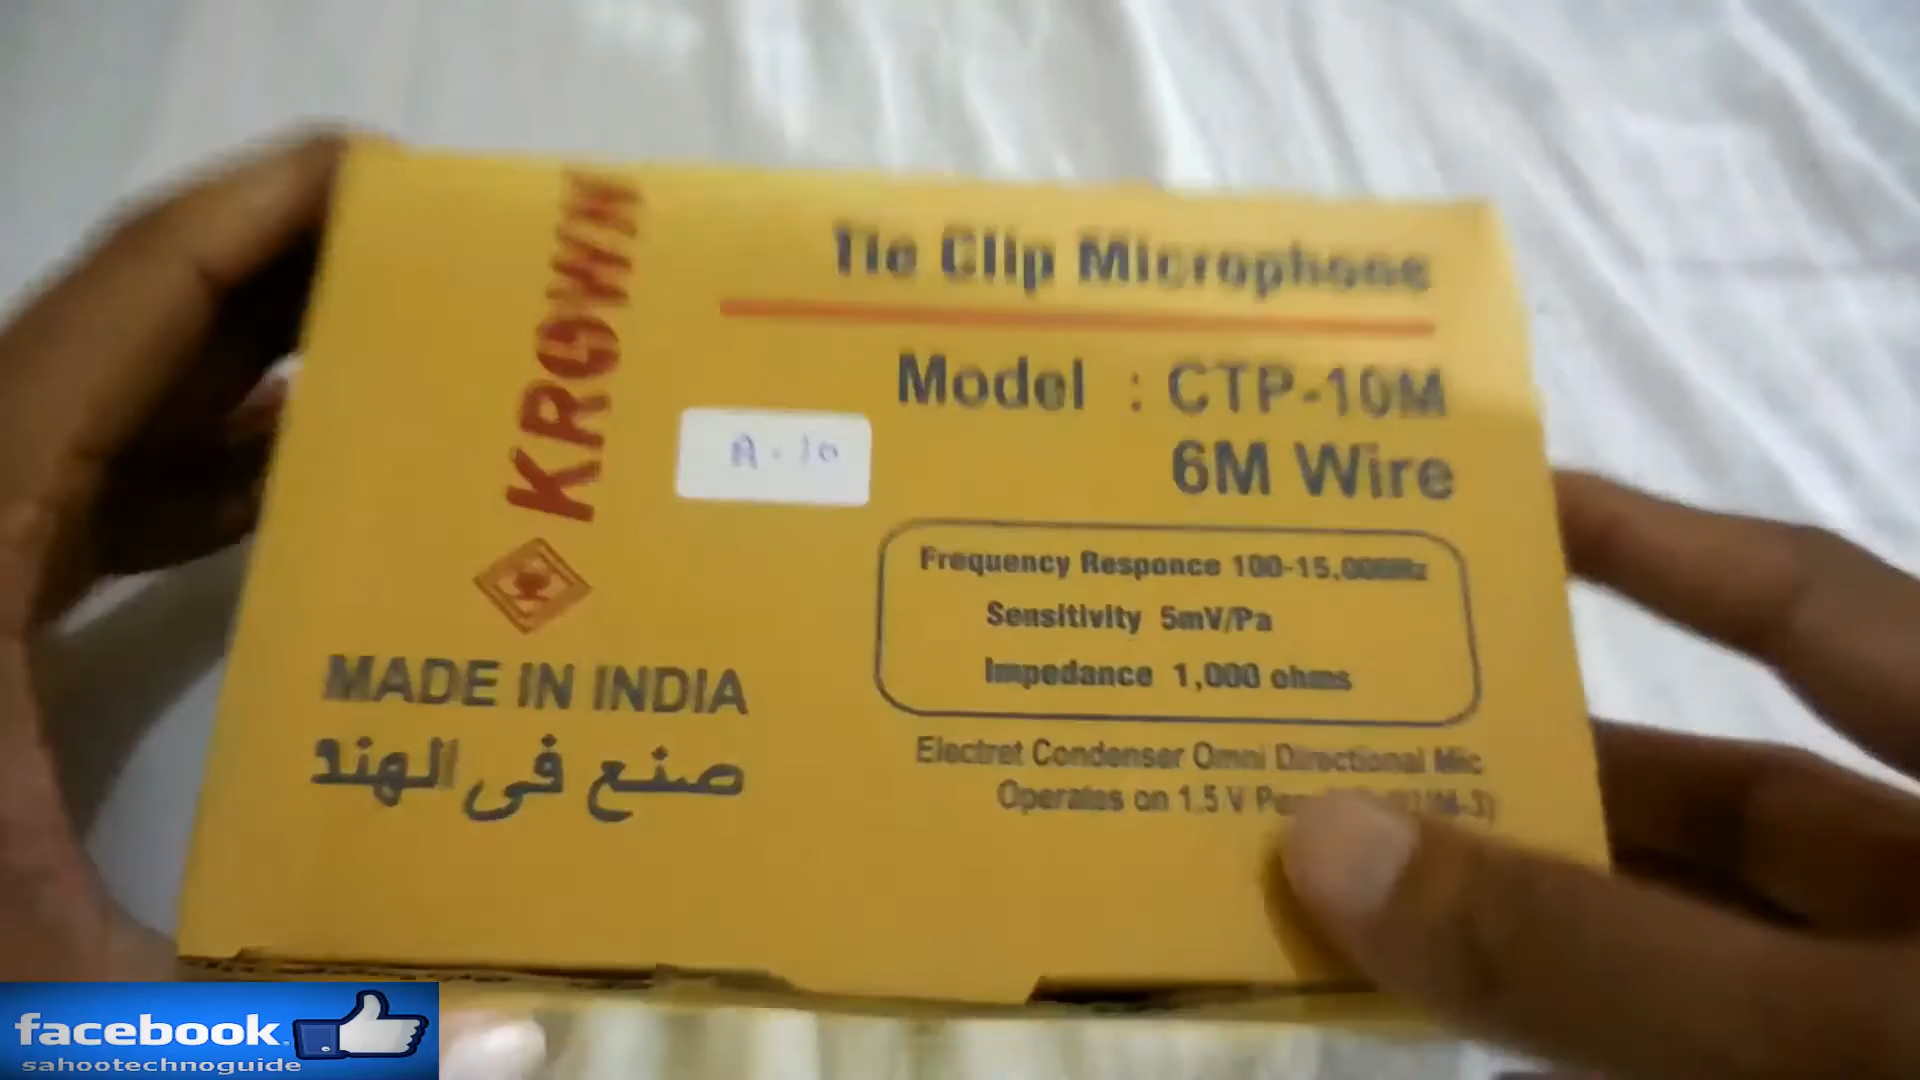 KROWN
Tie Clip Microphone
Model : CTP-10M
6M Wire
A-10
Frequency Responce 100-15,000Hz
Sensitivity 5mV/Pa
Impedance 1,000 ohms
MADE IN INDIA
صنع في الهند
Electret Condenser Omni Directional Mic
Operates on 1.5 V
facebook.
sahootechnoguide